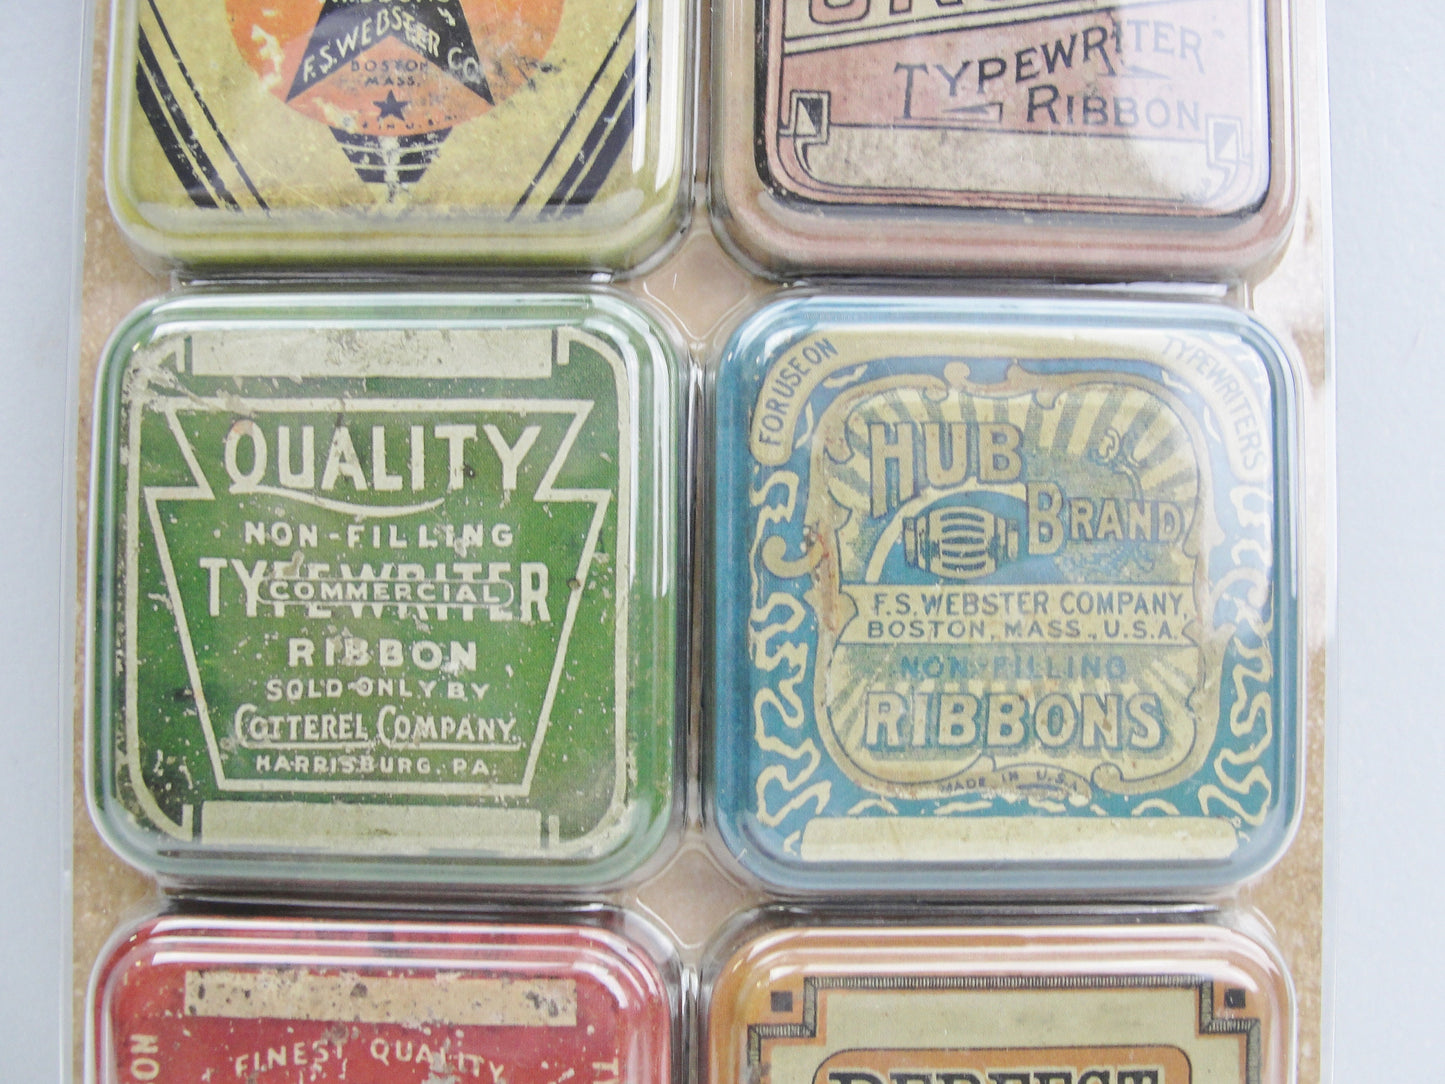 F.S. WEBSTER CO.
BOSTON
MASS.
TYPEWRITER
RIBBON
QUALITY
NON-FILLING
TYPEWRITER
COMMERCIAL
RIBBON
SOLD ONLY BY
COTTEREL COMPANY
HARRISBURG, PA.
FOR USE ON
TYPEWRITERS
HUB
BRAND
F.S. WEBSTER COMPANY,
BOSTON, MASS., U.S.A.
NON-FILLING
RIBBONS
MADE IN U.S.A.
FINEST QUALITY